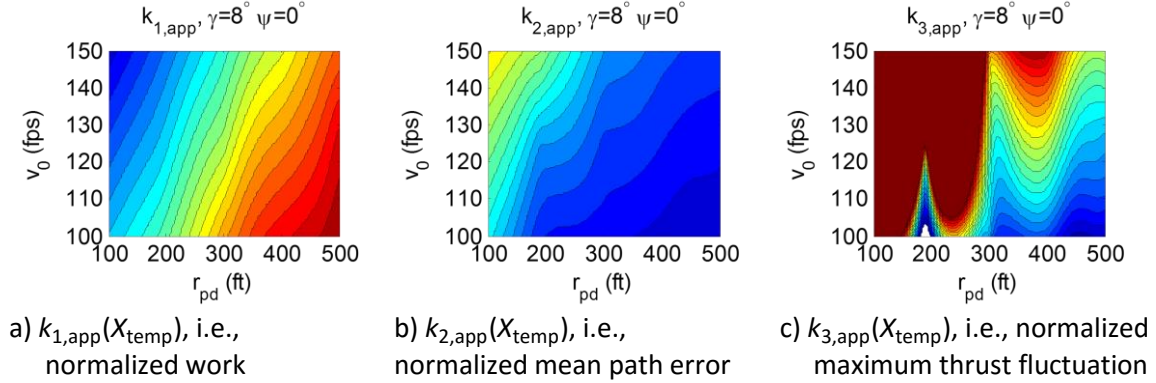 k1,app, γ=8° ψ=0°
150
140
130
120
110
100
v0 (fps)
100 200 300 400 500
rpd (ft)
k2,app, γ=8° ψ=0°
150
140
130
120
110
100
v0 (fps)
100 200 300 400 500
rpd (ft)
k3,app, γ=8° ψ=0°
150
140
130
120
110
100
v0 (fps)
100 200 300 400 500
rpd (ft)
a) k1,app(Xtemp), i.e.,
normalized work
b) k2,app(Xtemp), i.e.,
normalized mean path error
c) k3,app(Xtemp), i.e., normalized
maximum thrust fluctuation